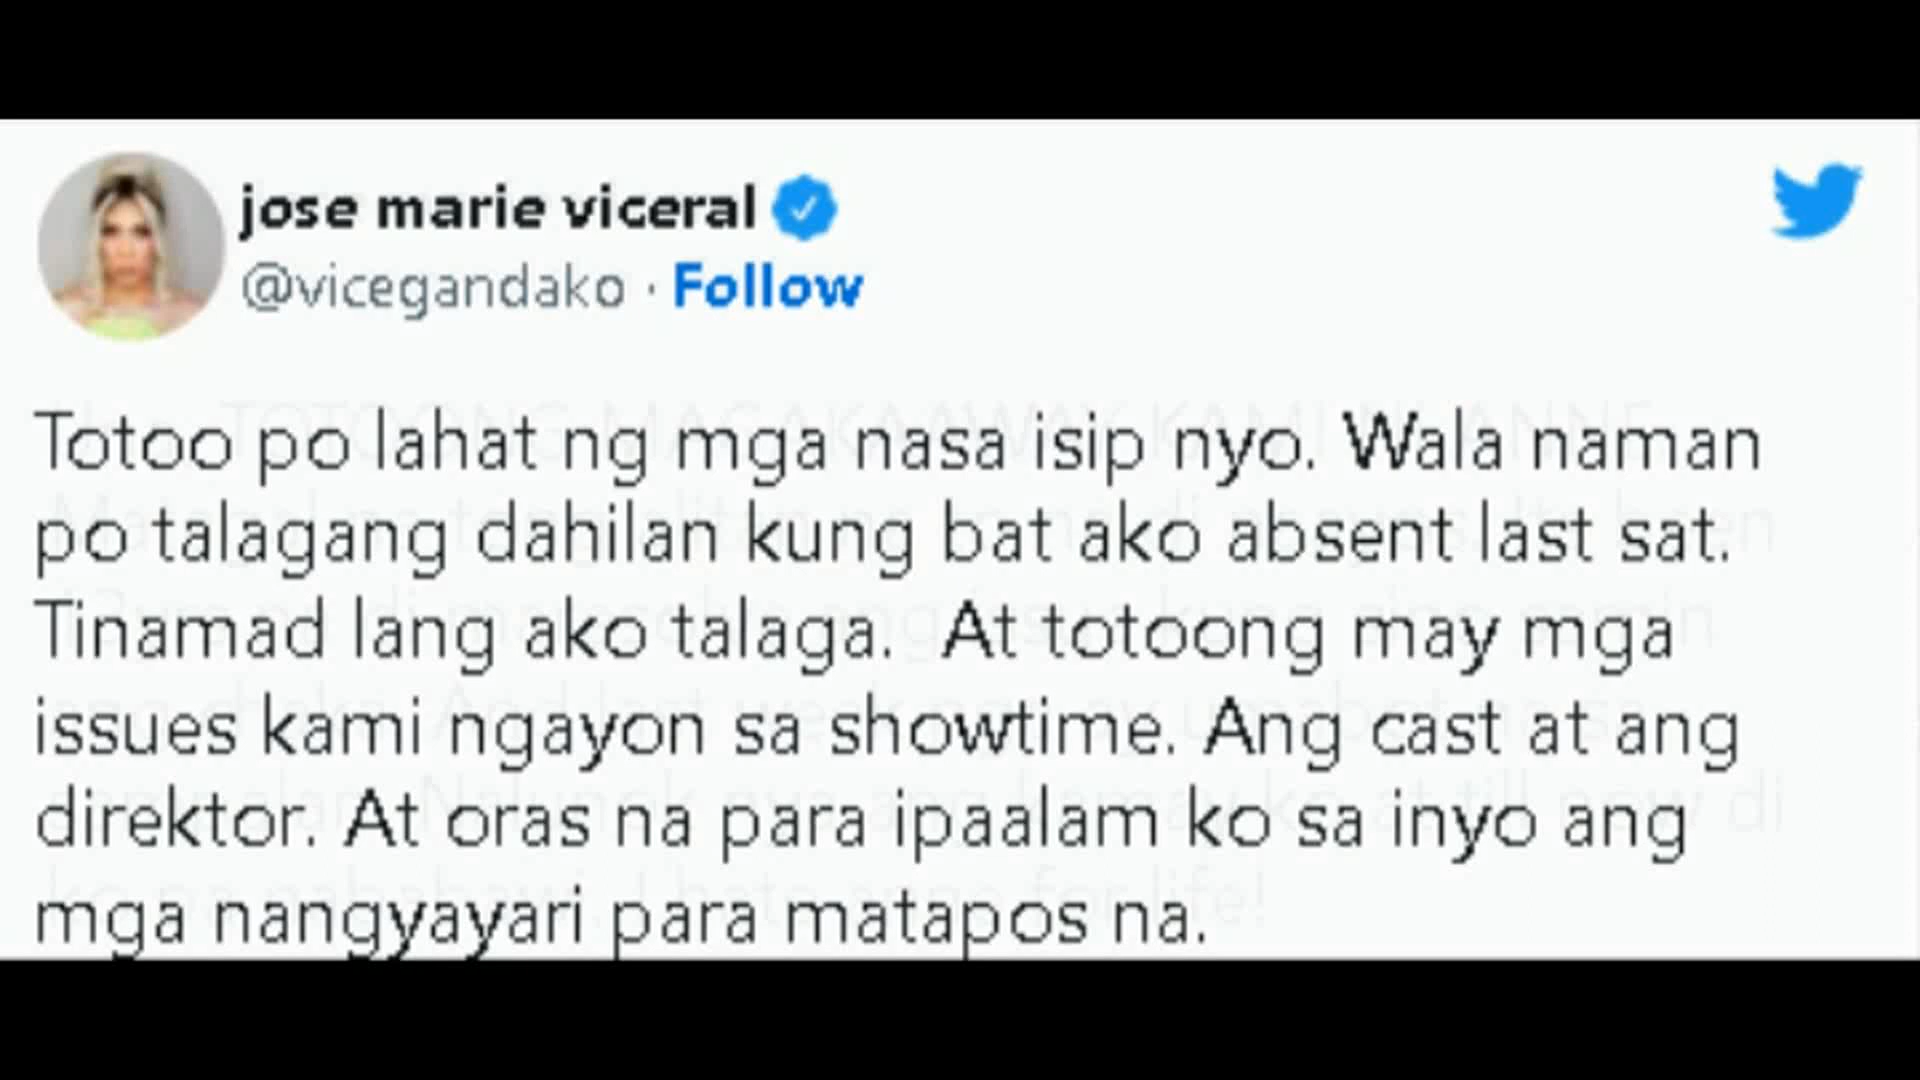 jose marie viceral
@vicegandako · Follow
Totoo po lahat ng mga nasa isip nyo. Wala naman
po talagang dahilan kung bat ako absent last sat.
Tinamad lang ako talaga. At totoong may mga
issues kami ngayon sa showtime. Ang cast at ang
direktor. At oras na para ipaalam ko sa inyo ang
mga nangyayari para matapos na.